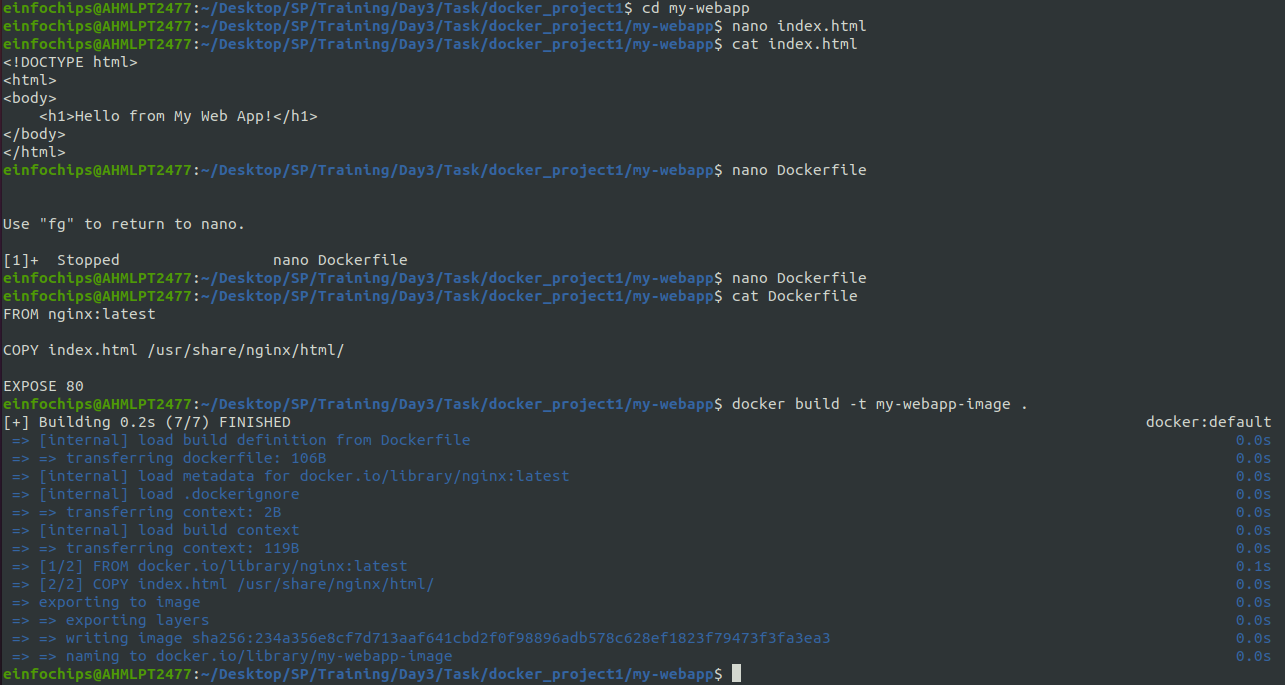 einfochips@AHMLPT2477:~/Desktop/SP/Training/Day3/Task/docker_project1$ cd my-webapp
einfochips@AHMLPT2477:~/Desktop/SP/Training/Day3/Task/docker_project1/my-webapp$ nano index.html
einfochips@AHMLPT2477:~/Desktop/SP/Training/Day3/Task/docker_project1/my-webapp$ cat index.html
<!DOCTYPE html>
<html>
<body>
    <h1>Hello from My Web App!</h1>
</body>
</html>
einfochips@AHMLPT2477:~/Desktop/SP/Training/Day3/Task/docker_project1/my-webapp$ nano Dockerfile
Use "fg" to return to nano.
[1]+  Stopped                 nano Dockerfile
einfochips@AHMLPT2477:~/Desktop/SP/Training/Day3/Task/docker_project1/my-webapp$ nano Dockerfile
einfochips@AHMLPT2477:~/Desktop/SP/Training/Day3/Task/docker_project1/my-webapp$ cat Dockerfile
FROM nginx:latest
COPY index.html /usr/share/nginx/html/
EXPOSE 80
einfochips@AHMLPT2477:~/Desktop/SP/Training/Day3/Task/docker_project1/my-webapp$ docker build -t my-webapp-image .
[+] Building 0.2s (7/7) FINISHED docker:default
 => [internal] load build definition from Dockerfile 0.0s
 => => transferring dockerfile: 106B 0.0s
 => [internal] load metadata for docker.io/library/nginx:latest 0.0s
 => [internal] load .dockerignore 0.0s
 => => transferring context: 2B 0.0s
 => [internal] load build context 0.0s
 => => transferring context: 119B 0.0s
 => [1/2] FROM docker.io/library/nginx:latest 0.1s
 => [2/2] COPY index.html /usr/share/nginx/html/ 0.0s
 => exporting to image 0.0s
 => => exporting layers 0.0s
 => => writing image sha256:234a356e8cf7d713aaf641cbd2f0f98896adb578c628ef1823f79473f3fa3ea3 0.0s
 => => naming to docker.io/library/my-webapp-image 0.0s
einfochips@AHMLPT2477:~/Desktop/SP/Training/Day3/Task/docker_project1/my-webapp$